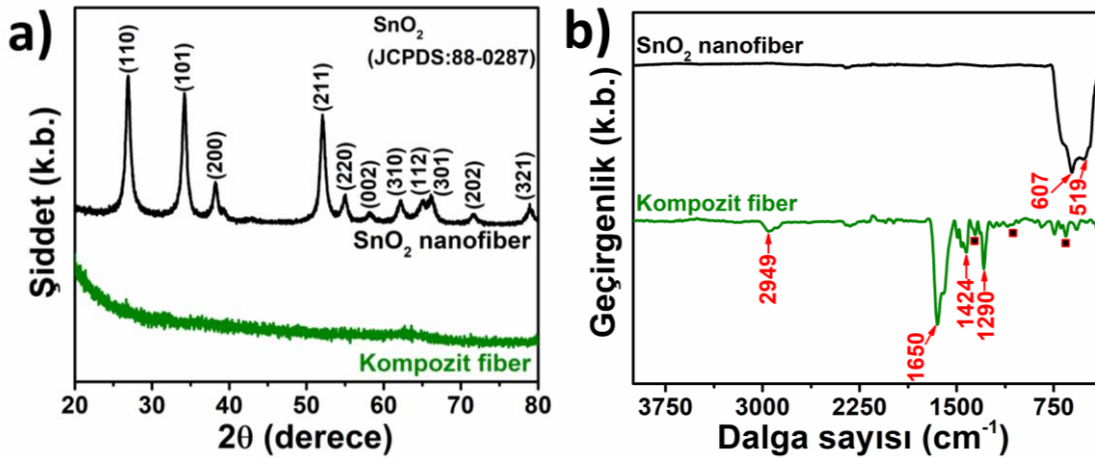 a)
SnO₂
(JCPDS:88-0287)
(110)
(101)
(200)
(211)
(220)
(002)
(310)
(112)
(301)
(202)
(321)
SnO₂ nanofiber
Kompozit fiber
Şiddet (k.b.)
20 30 40 50 60 70 80
2θ (derece)
b)
SnO₂ nanofiber
607
519
Kompozit fiber
2949
1650
1424
1290
Geçirgenlik (k.b.)
3750 3000 2250 1500 750
Dalga sayısı (cm⁻¹)